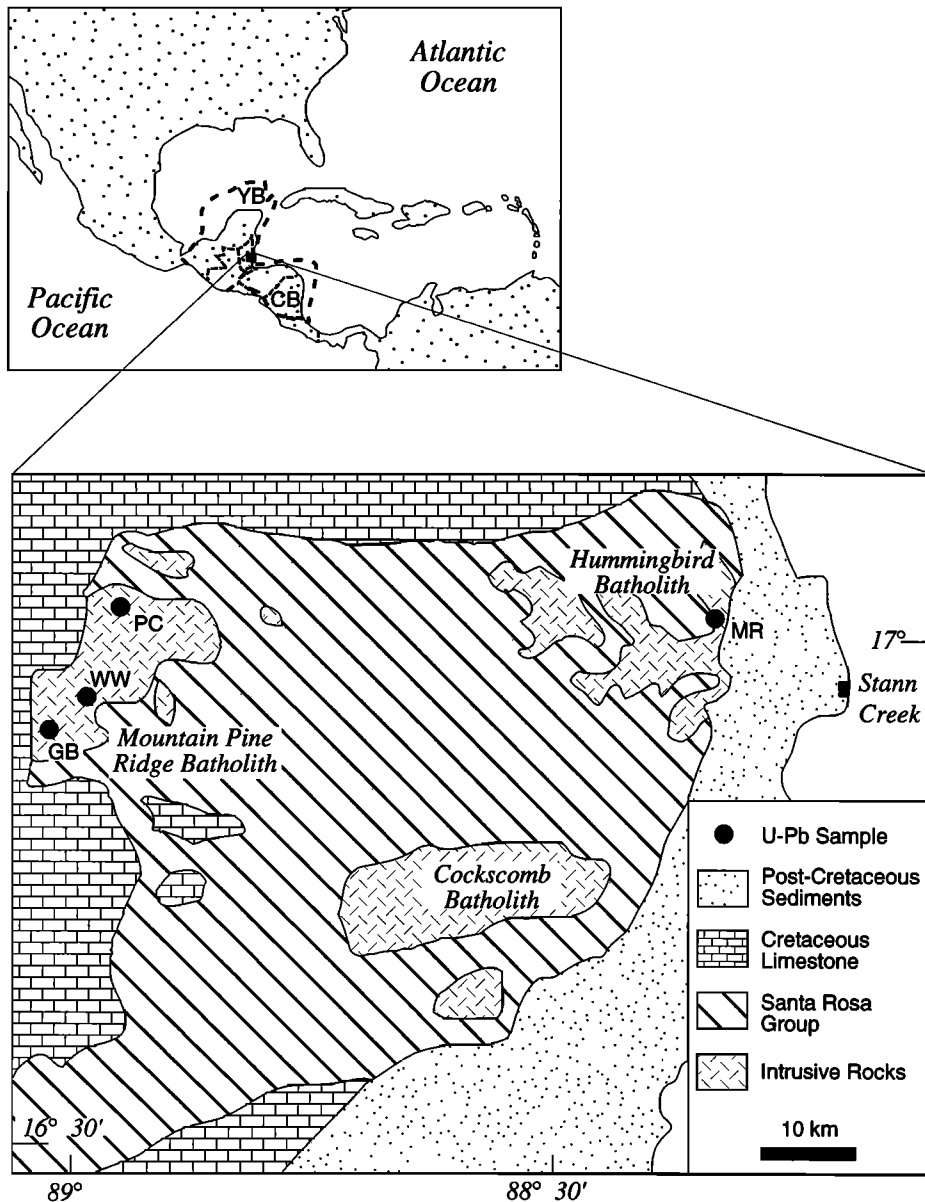 Atlantic
Ocean
YB
Pacific
Ocean
CB
Hummingbird
Batholith
PC
MR
17°
WW
Stann
Creek
GB
Mountain Pine
Ridge Batholith
Cockscomb
Batholith
U-Pb Sample
Post-Cretaceous
Sediments
Cretaceous
Limestone
Santa Rosa
Group
Intrusive Rocks
10 km
16° 30'
89°
88° 30'